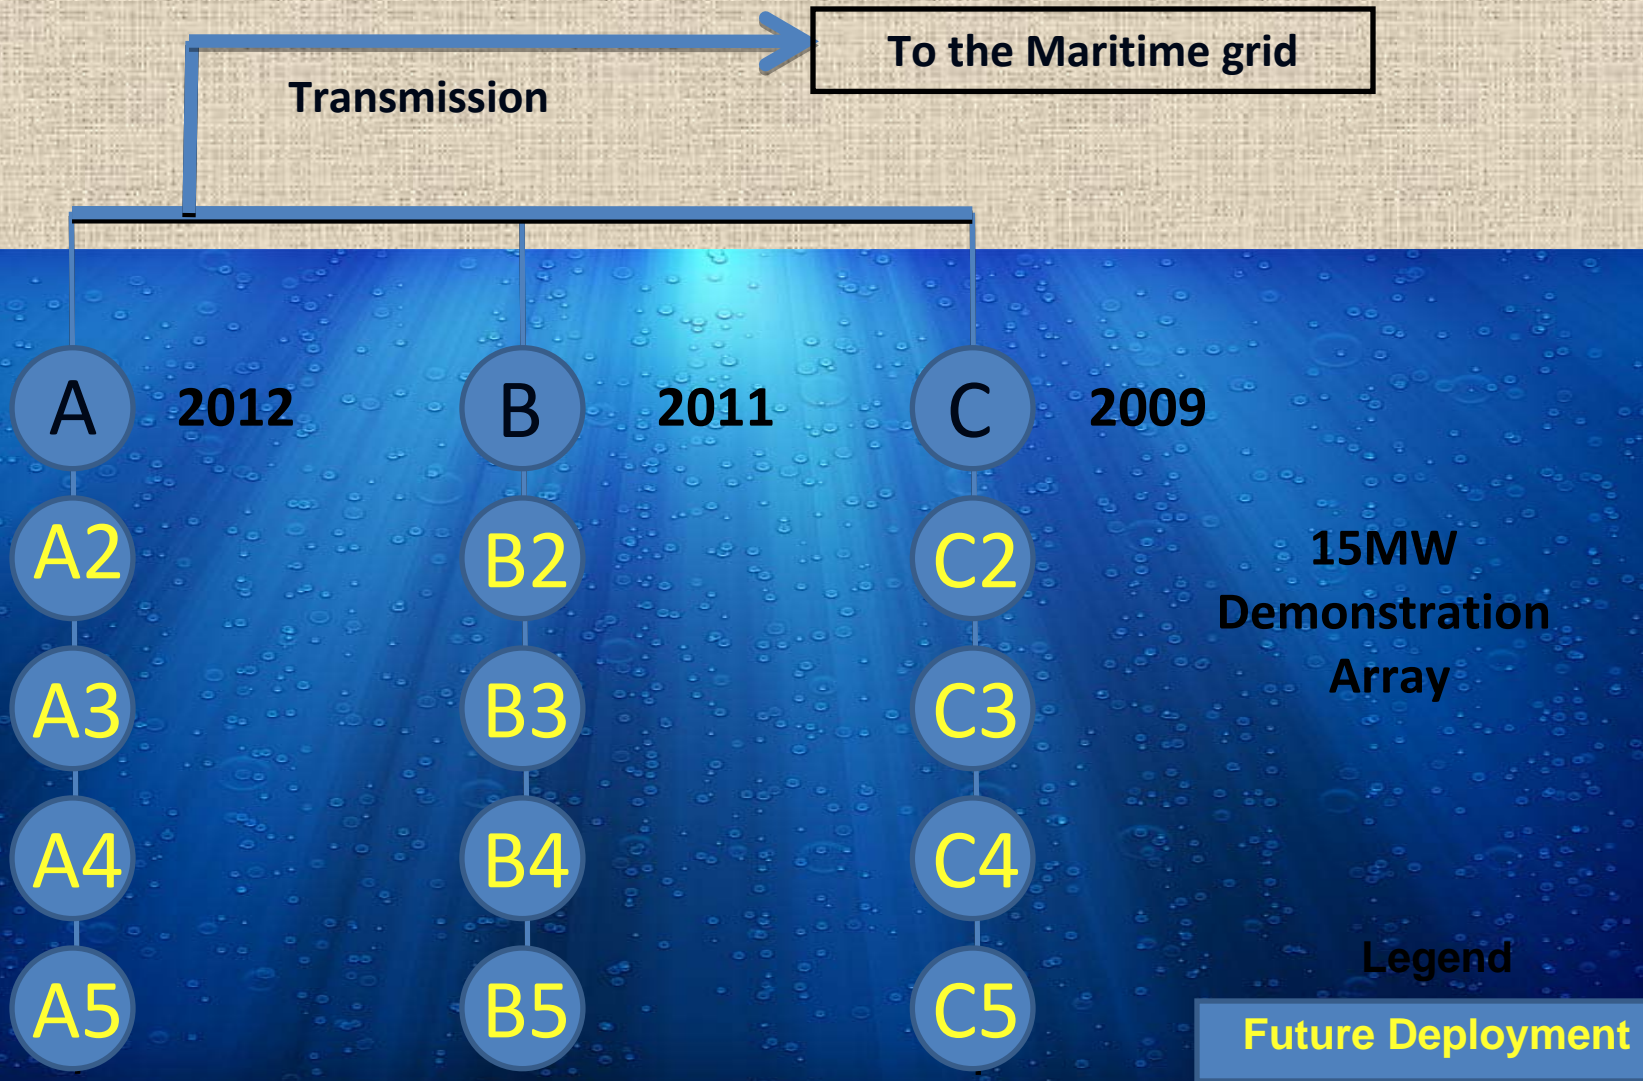 To the Maritime grid
Transmission
A
2012
B
2011
C
2009
A2
B2
C2
15MW
Demonstration
Array
A3
B3
C3
A4
B4
C4
Legend
A5
B5
C5
Future Deployment